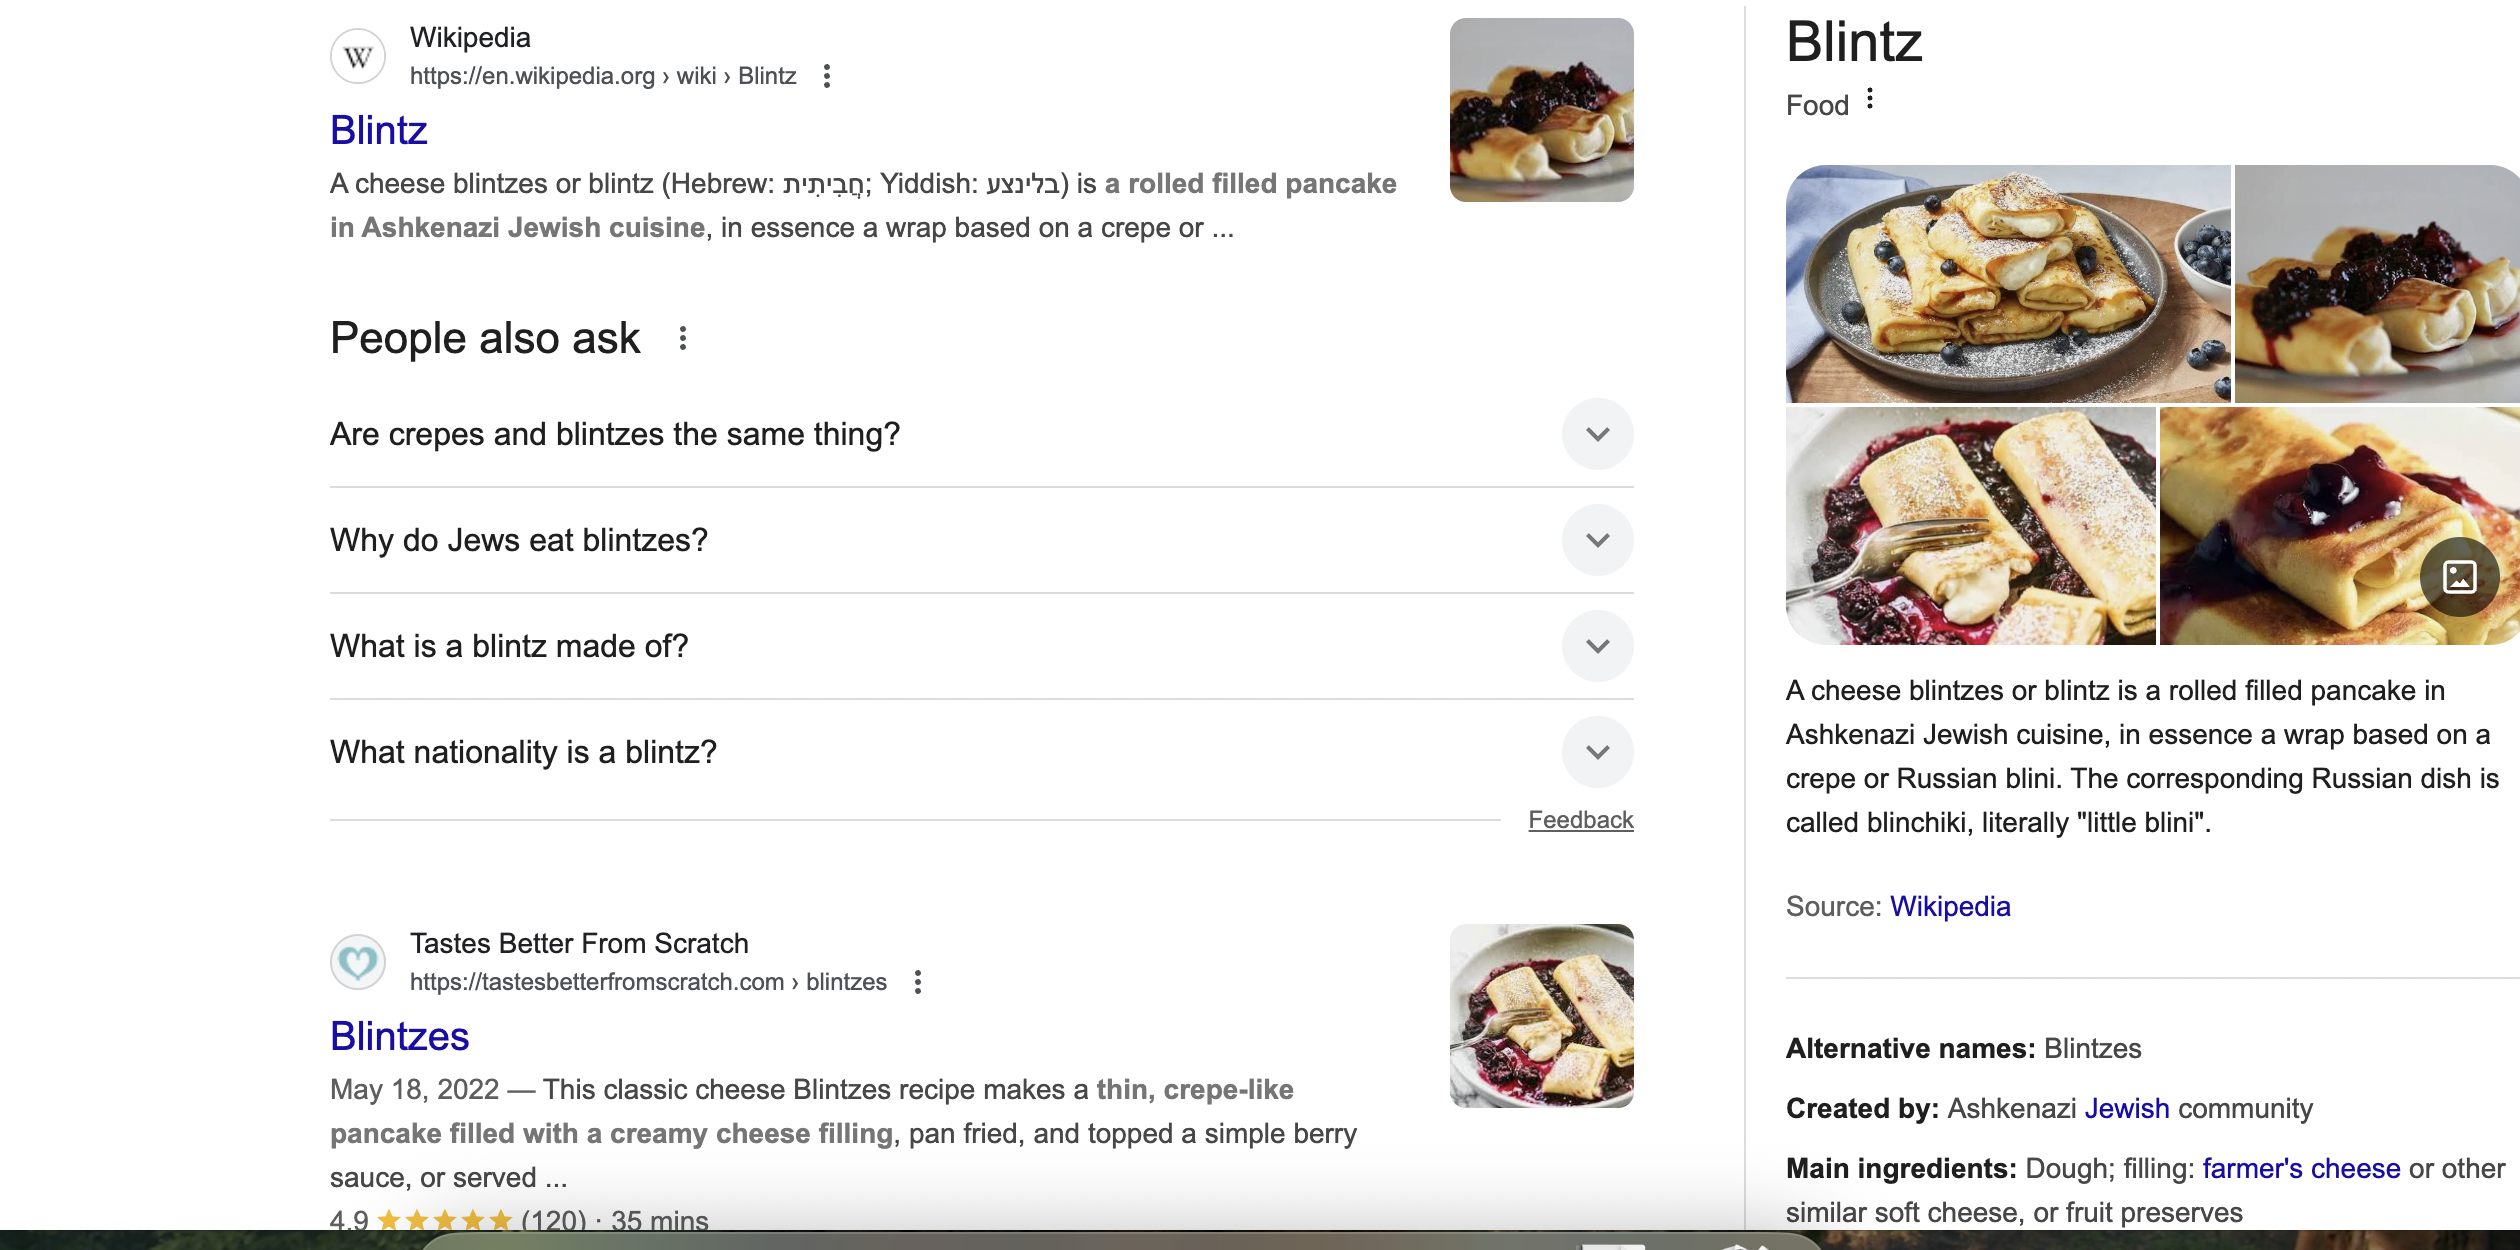 Wikipedia
https://en.wikipedia.org › wiki › Blintz
Blintz
A cheese blintzes or blintz (Hebrew: חֲבִיתִית; Yiddish: בלינצע) is a rolled filled pancake
in Ashkenazi Jewish cuisine, in essence a wrap based on a crepe or ...
People also ask
Are crepes and blintzes the same thing?
Why do Jews eat blintzes?
What is a blintz made of?
What nationality is a blintz?
Feedback
Tastes Better From Scratch
https://tastesbetterfromscratch.com › blintzes
Blintzes
May 18, 2022 — This classic cheese Blintzes recipe makes a thin, crepe-like
pancake filled with a creamy cheese filling, pan fried, and topped a simple berry
sauce, or served ...
4.9 ★★★★★ (120) · 35 mins
Blintz
Food
A cheese blintzes or blintz is a rolled filled pancake in
Ashkenazi Jewish cuisine, in essence a wrap based on a
crepe or Russian blini. The corresponding Russian dish is
called blinchiki, literally "little blini".
Source: Wikipedia
Alternative names: Blintzes
Created by: Ashkenazi Jewish community
Main ingredients: Dough; filling: farmer's cheese or other
similar soft cheese, or fruit preserves